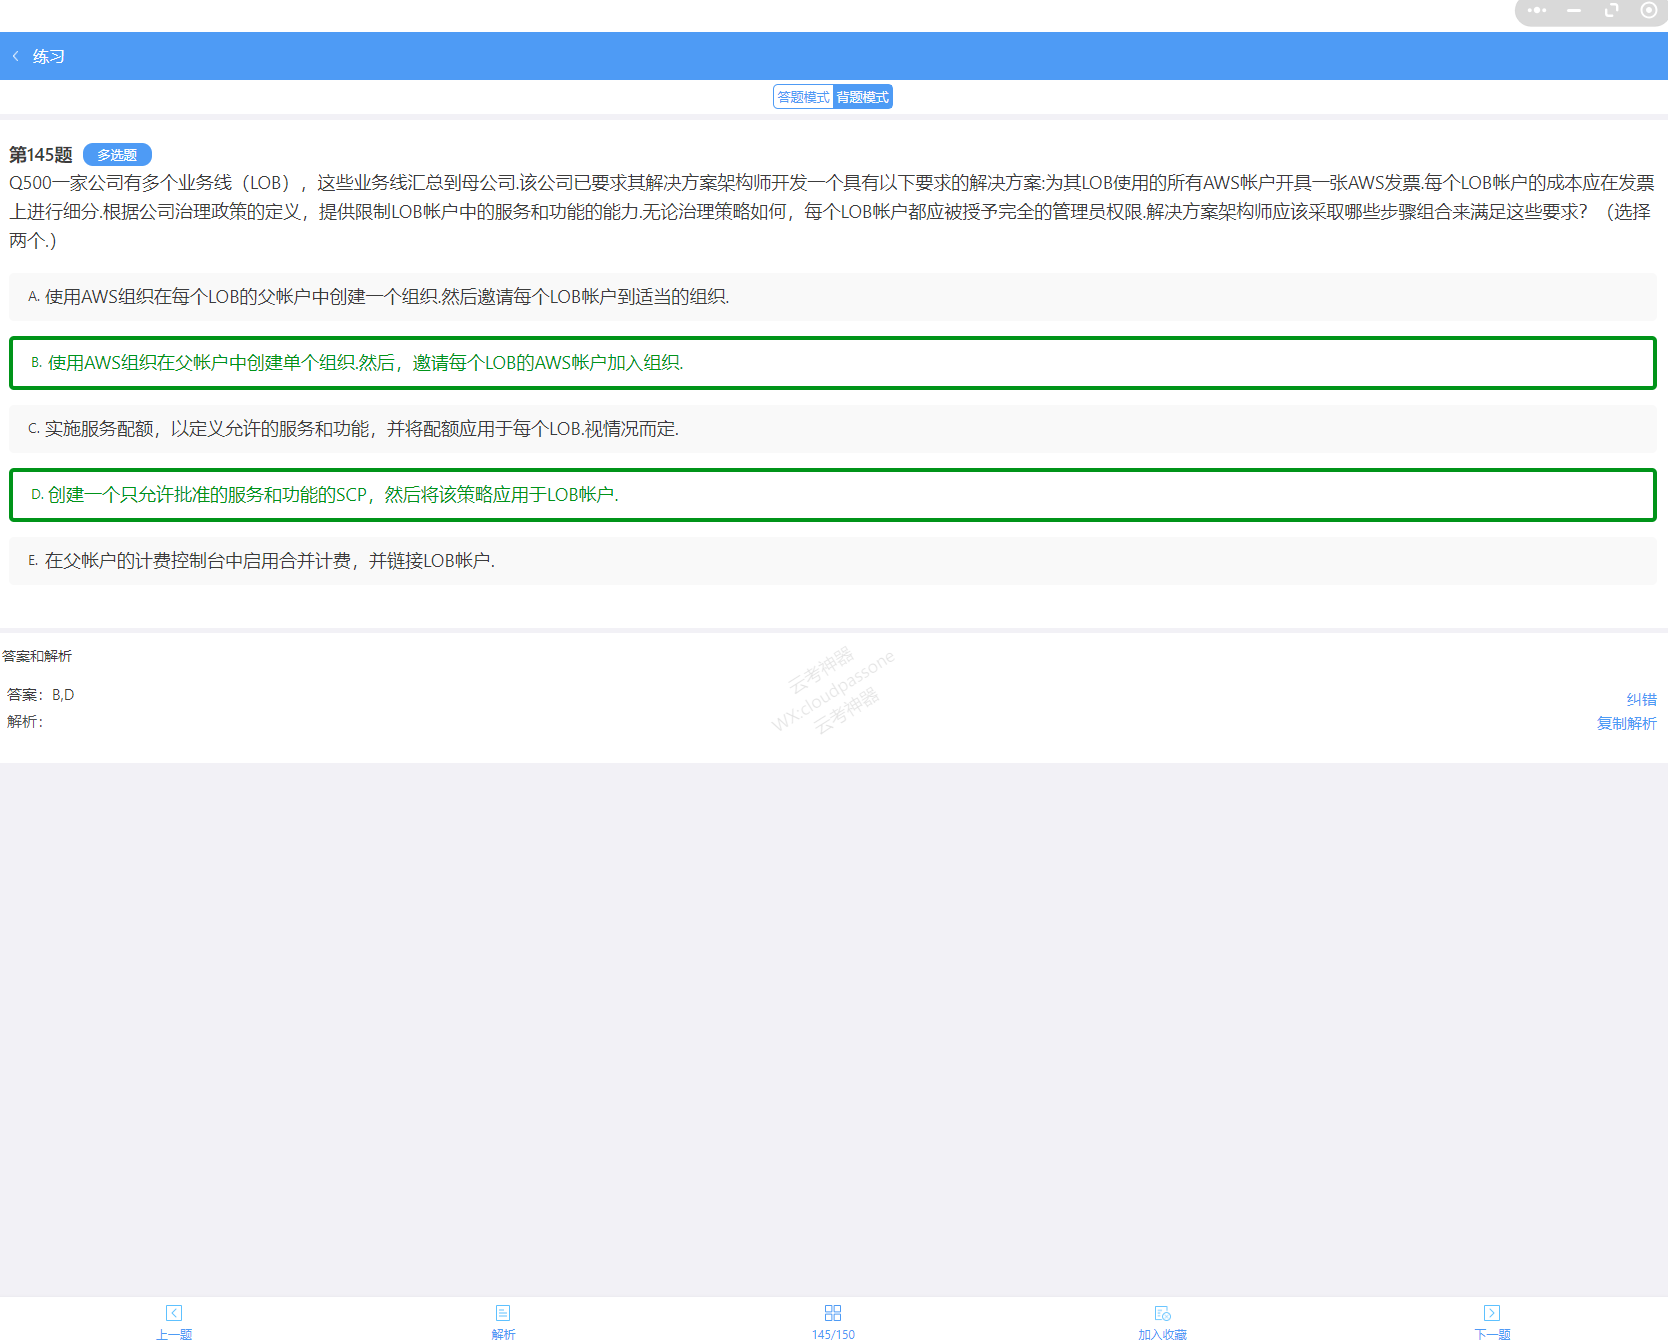 练习
答题模式 背题模式
第145题 多选题
Q500一家公司有多个业务线（LOB），这些业务线汇总到母公司.该公司已要求其解决方案架构师开发一个具有以下要求的解决方案:为其LOB使用的所有AWS帐户开具一张AWS发票.每个LOB帐户的成本应在发票
上进行细分.根据公司治理政策的定义，提供限制LOB帐户中的服务和功能的能力.无论治理策略如何，每个LOB帐户都应被授予完全的管理员权限.解决方案架构师应该采取哪些步骤组合来满足这些要求？（选择
两个.）
A. 使用AWS组织在每个LOB的父帐户中创建一个组织.然后邀请每个LOB帐户到适当的组织.
B. 使用AWS组织在父帐户中创建单个组织.然后，邀请每个LOB的AWS帐户加入组织.
C. 实施服务配额，以定义允许的服务和功能，并将配额应用于每个LOB.视情况而定.
D. 创建一个只允许批准的服务和功能的SCP，然后将该策略应用于LOB帐户.
E. 在父帐户的计费控制台中启用合并计费，并链接LOB帐户.
答案和解析
云考神器
WX:cloudpassone
云考神器
答案：B,D
纠错
解析：
复制解析
上一题 解析 145/150 加入收藏 下一题